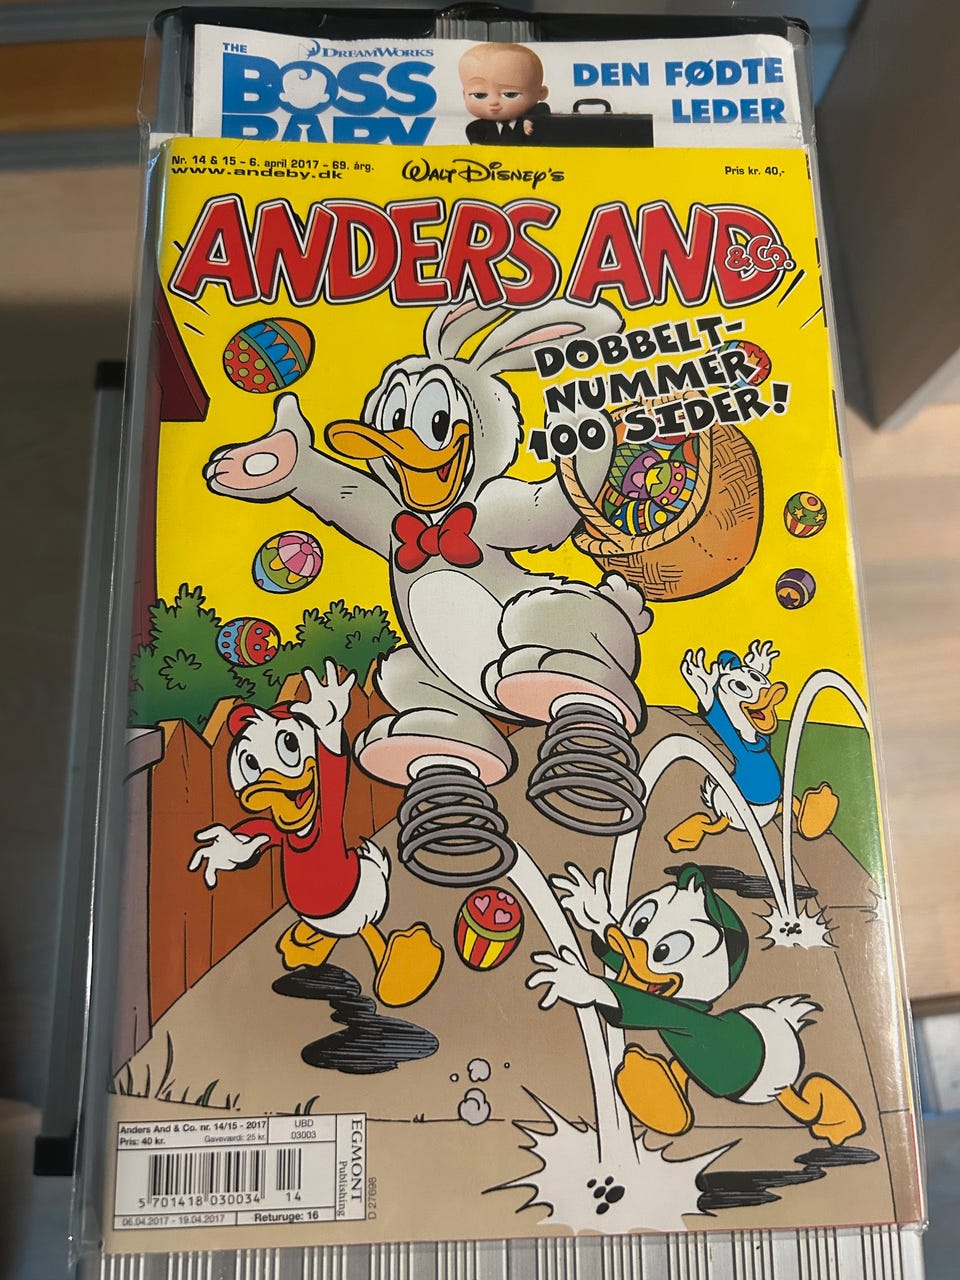 THE
DREAMWORKS
BOSS
BABY
DEN FØDTE
LEDER
Nr. 14 & 15 - 6. april 2017 - 69. årg.
www.andeby.dk
WALT DISNEY'S
Pris kr. 40,-
ANDERS AND
& Co.
DOBBELT-
NUMMER
100 SIDER!
Anders And & Co. nr. 14/15 - 2017
Pris: 40 kr.
Gaveværdi: 25 kr.
UBD
03003
EGMONT
Publishing
D 27698
5 701418 030034
14
06.04.2017 - 19.04.2017
Returuge: 16